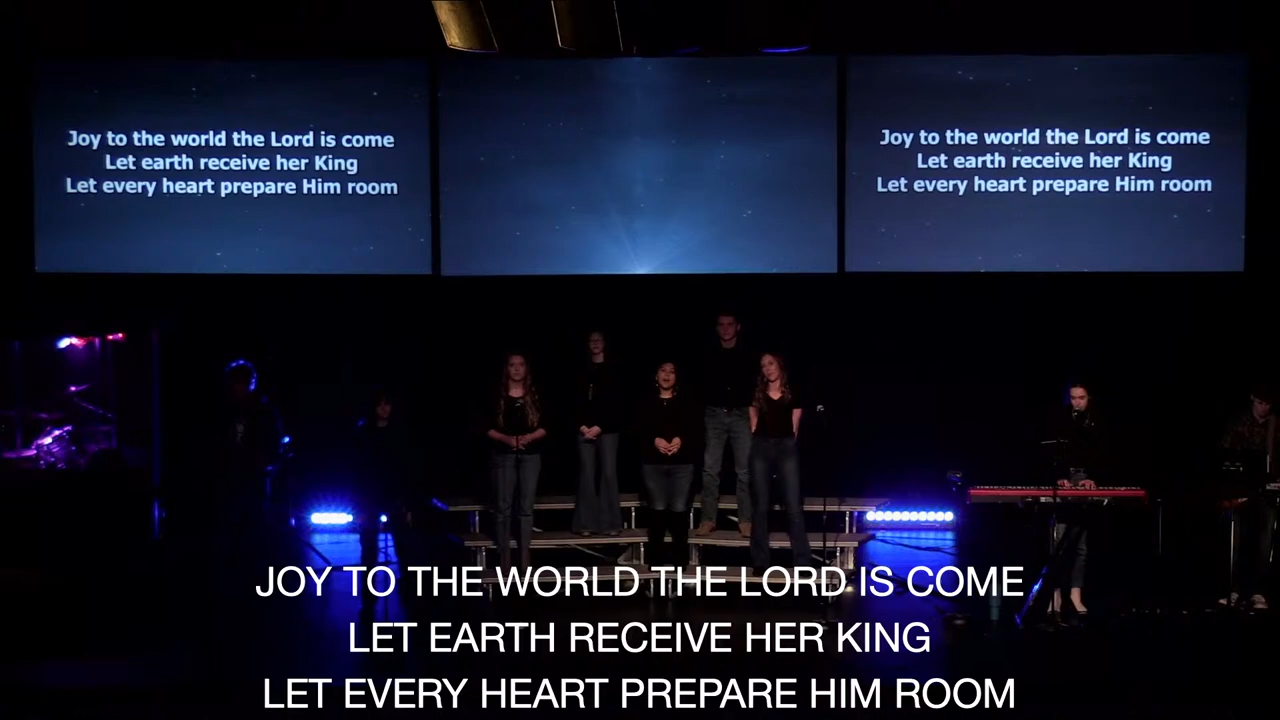 Joy to the world the Lord is come
Let earth receive her King
Let every heart prepare Him room
Joy to the world the Lord is come
Let earth receive her King
Let every heart prepare Him room
JOY TO THE WORLD THE LORD IS COME
LET EARTH RECEIVE HER KING
LET EVERY HEART PREPARE HIM ROOM